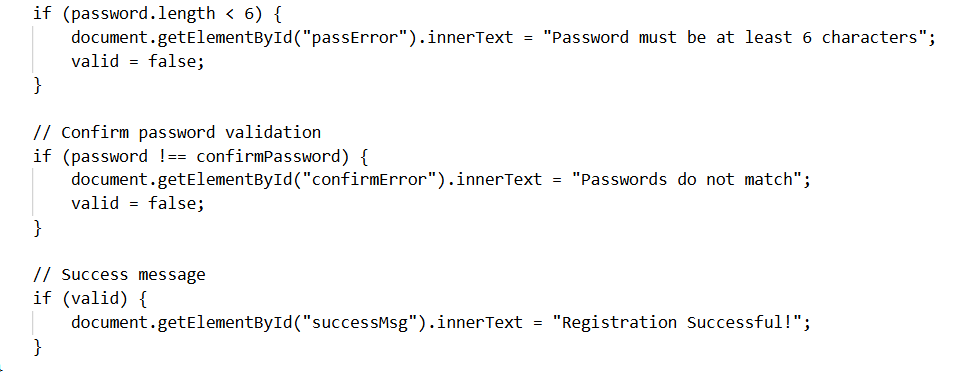 if (password.length < 6) {
    document.getElementById("passError").innerText = "Password must be at least 6 characters";
    valid = false;
}

// Confirm password validation
if (password !== confirmPassword) {
    document.getElementById("confirmError").innerText = "Passwords do not match";
    valid = false;
}

// Success message
if (valid) {
    document.getElementById("successMsg").innerText = "Registration Successful!";
}